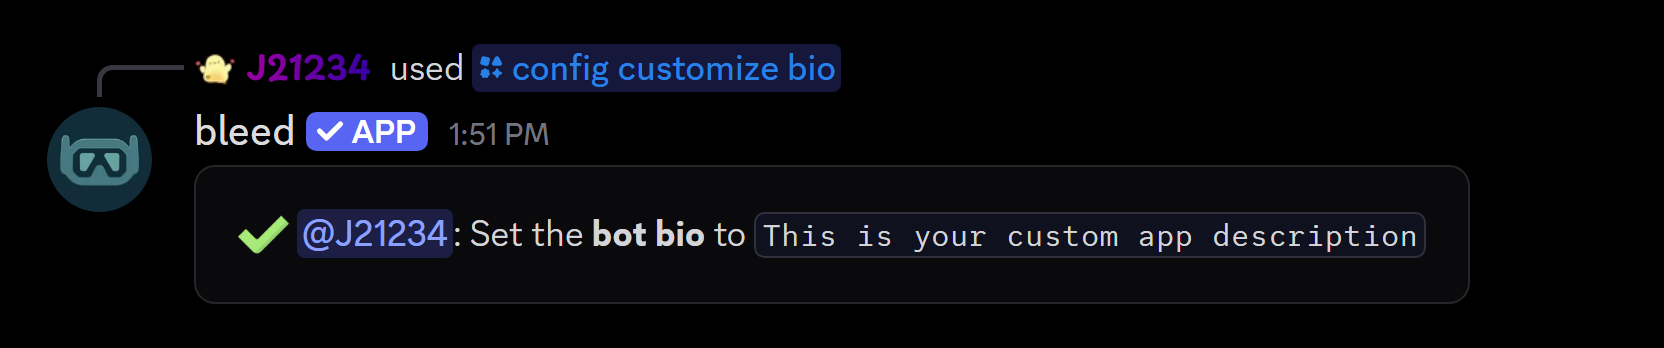 J21234 used config customize bio
bleed APP 1:51 PM
@J21234: Set the bot bio to This is your custom app description